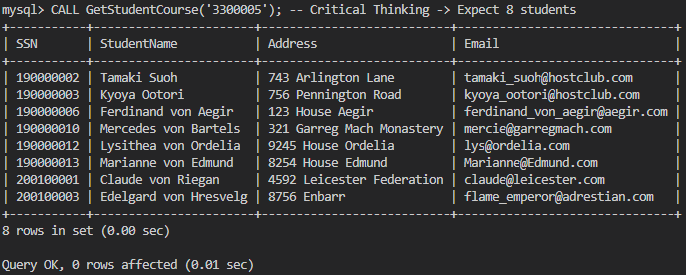 mysql> CALL GetStudentCourse('3300005'); -- Critical Thinking -> Expect 8 students
+-----------+-----------------------+---------------------------+------------------------------+
| SSN       | StudentName           | Address                   | Email                        |
+-----------+-----------------------+---------------------------+------------------------------+
| 190000002 | Tamaki Suoh           | 743 Arlington Lane        | tamaki_suoh@hostclub.com     |
| 190000003 | Kyoya Ootori          | 756 Pennington Road       | kyoya_ootori@hostclub.com    |
| 190000006 | Ferdinand von Aegir   | 123 House Aegir           | ferdinand_von_aegir@aegir.com |
| 190000010 | Mercedes von Bartels  | 321 Garreg Mach Monastery | mercie@garregmach.com        |
| 190000012 | Lysithea von Ordelia  | 9245 House Ordelia        | lys@ordelia.com              |
| 190000013 | Marianne von Edmund   | 8254 House Edmund         | Marianne@Edmund.com          |
| 200100001 | Claude von Riegan     | 4592 Leicester Federation | claude@leicester.com         |
| 200100003 | Edelgard von Hresvelg | 8756 Enbarr               | flame_emperor@adrestian.com  |
+-----------+-----------------------+---------------------------+------------------------------+
8 rows in set (0.00 sec)

Query OK, 0 rows affected (0.01 sec)